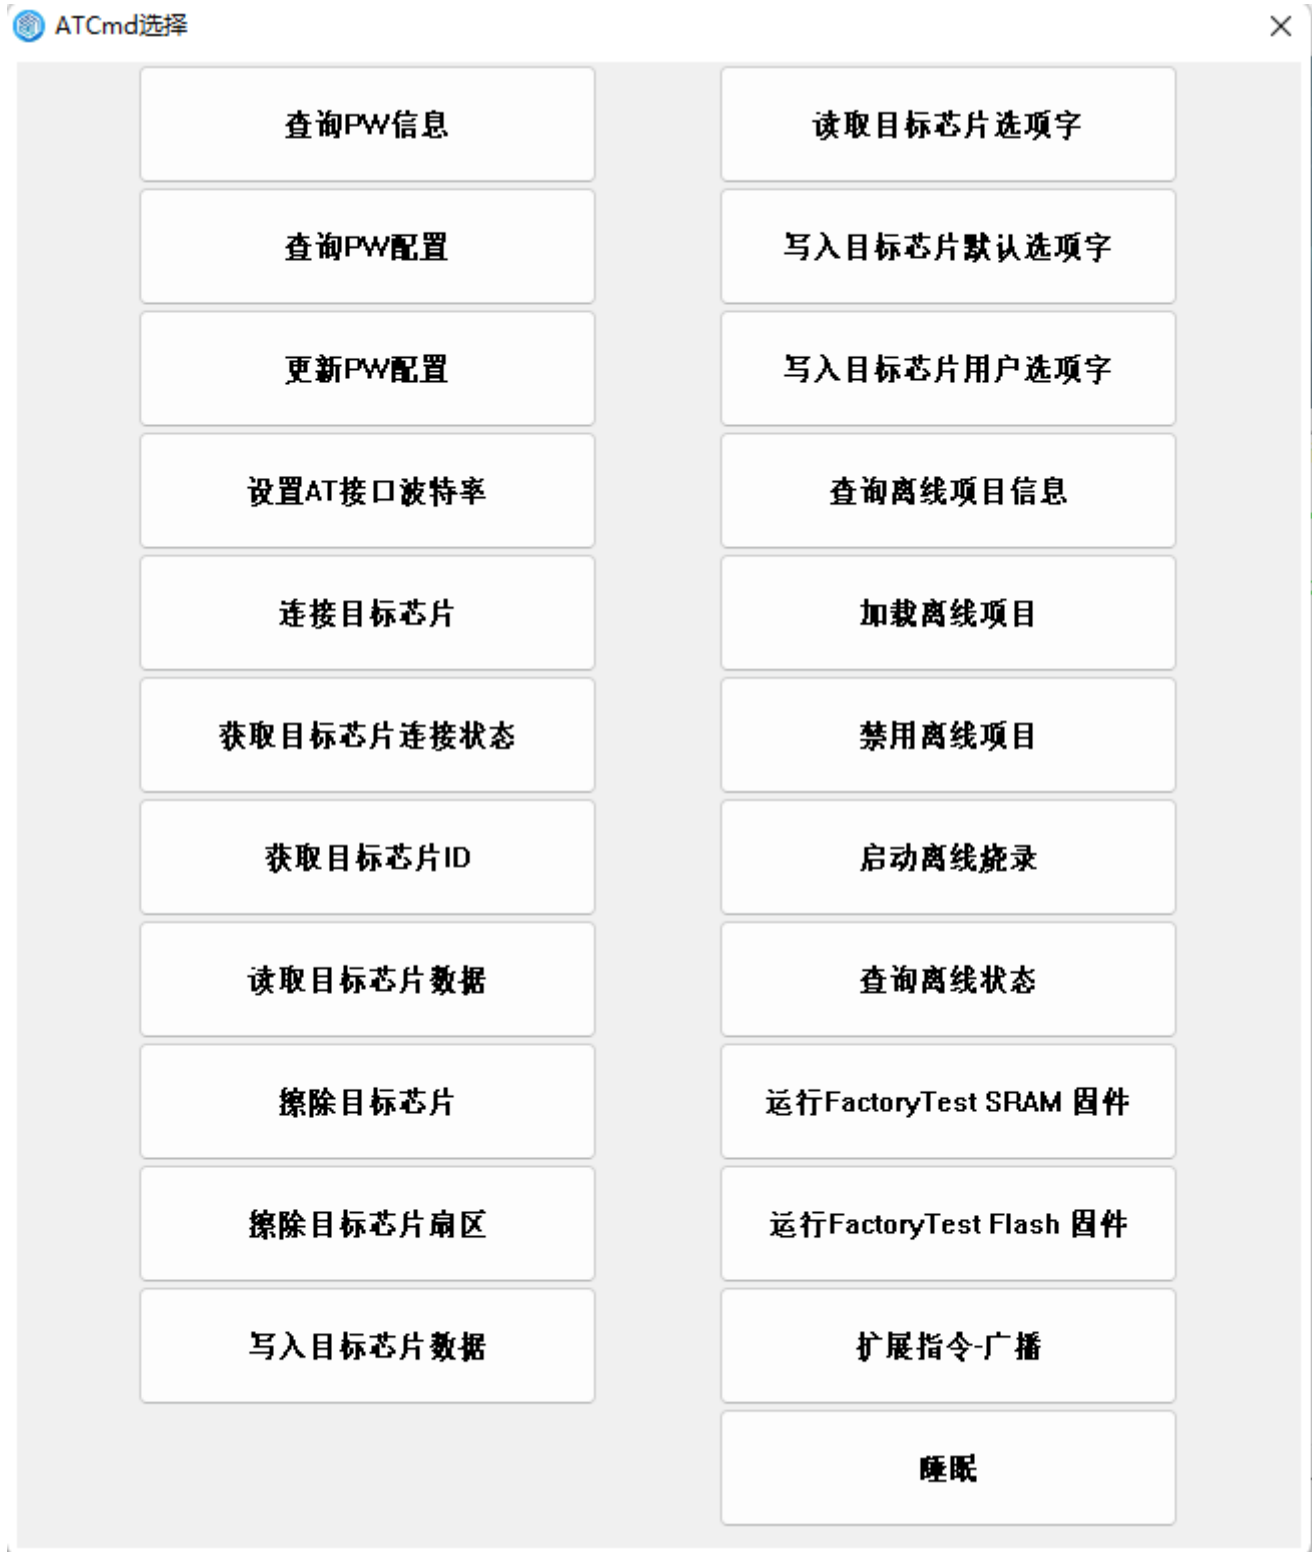 ATCmd选择
查询PW信息
查询PW配置
更新PW配置
设置AT接口波特率
连接目标芯片
获取目标芯片连接状态
获取目标芯片ID
读取目标芯片数据
擦除目标芯片
擦除目标芯片扇区
写入目标芯片数据
读取目标芯片选项字
写入目标芯片默认选项字
写入目标芯片用户选项字
查询离线项目信息
加载离线项目
禁用离线项目
启动离线烧录
查询离线状态
运行FactoryTest SRAM 固件
运行FactoryTest Flash 固件
扩展指令-广播
睡眠